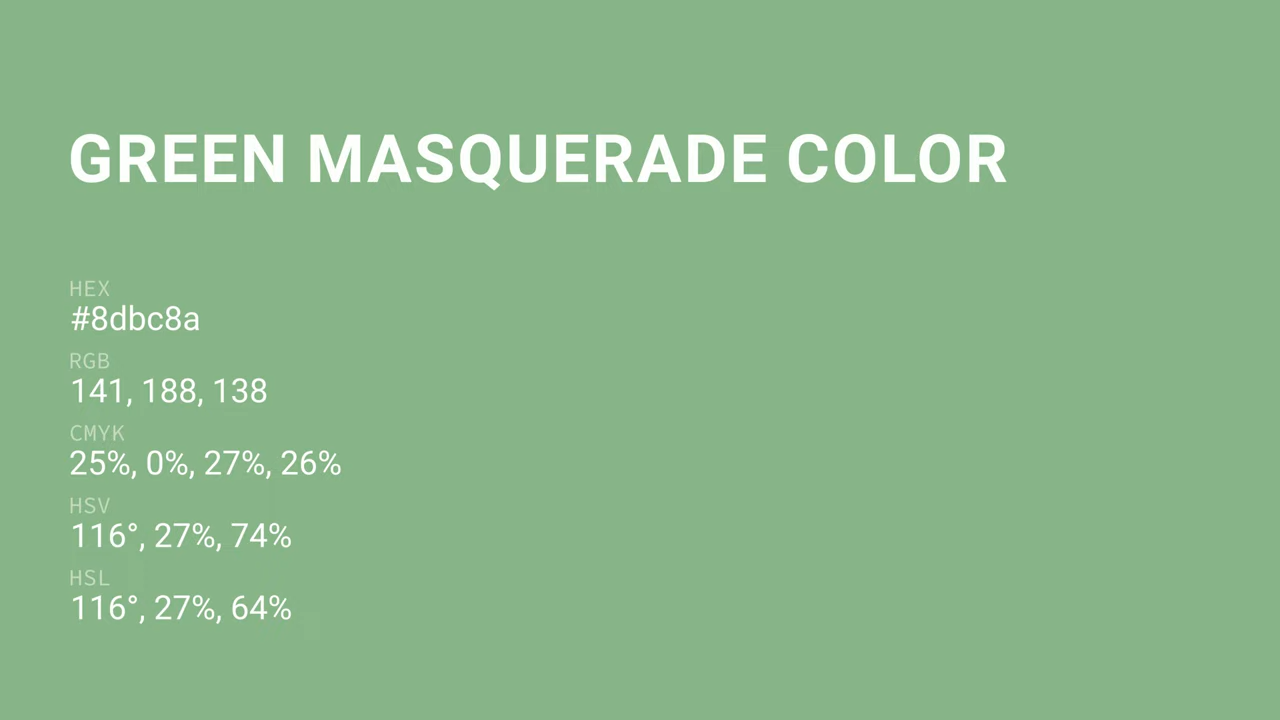 GREEN MASQUERADE COLOR
HEX
#8dbc8a
RGB
141, 188, 138
CMYK
25%, 0%, 27%, 26%
HSV
116°, 27%, 74%
HSL
116°, 27%, 64%